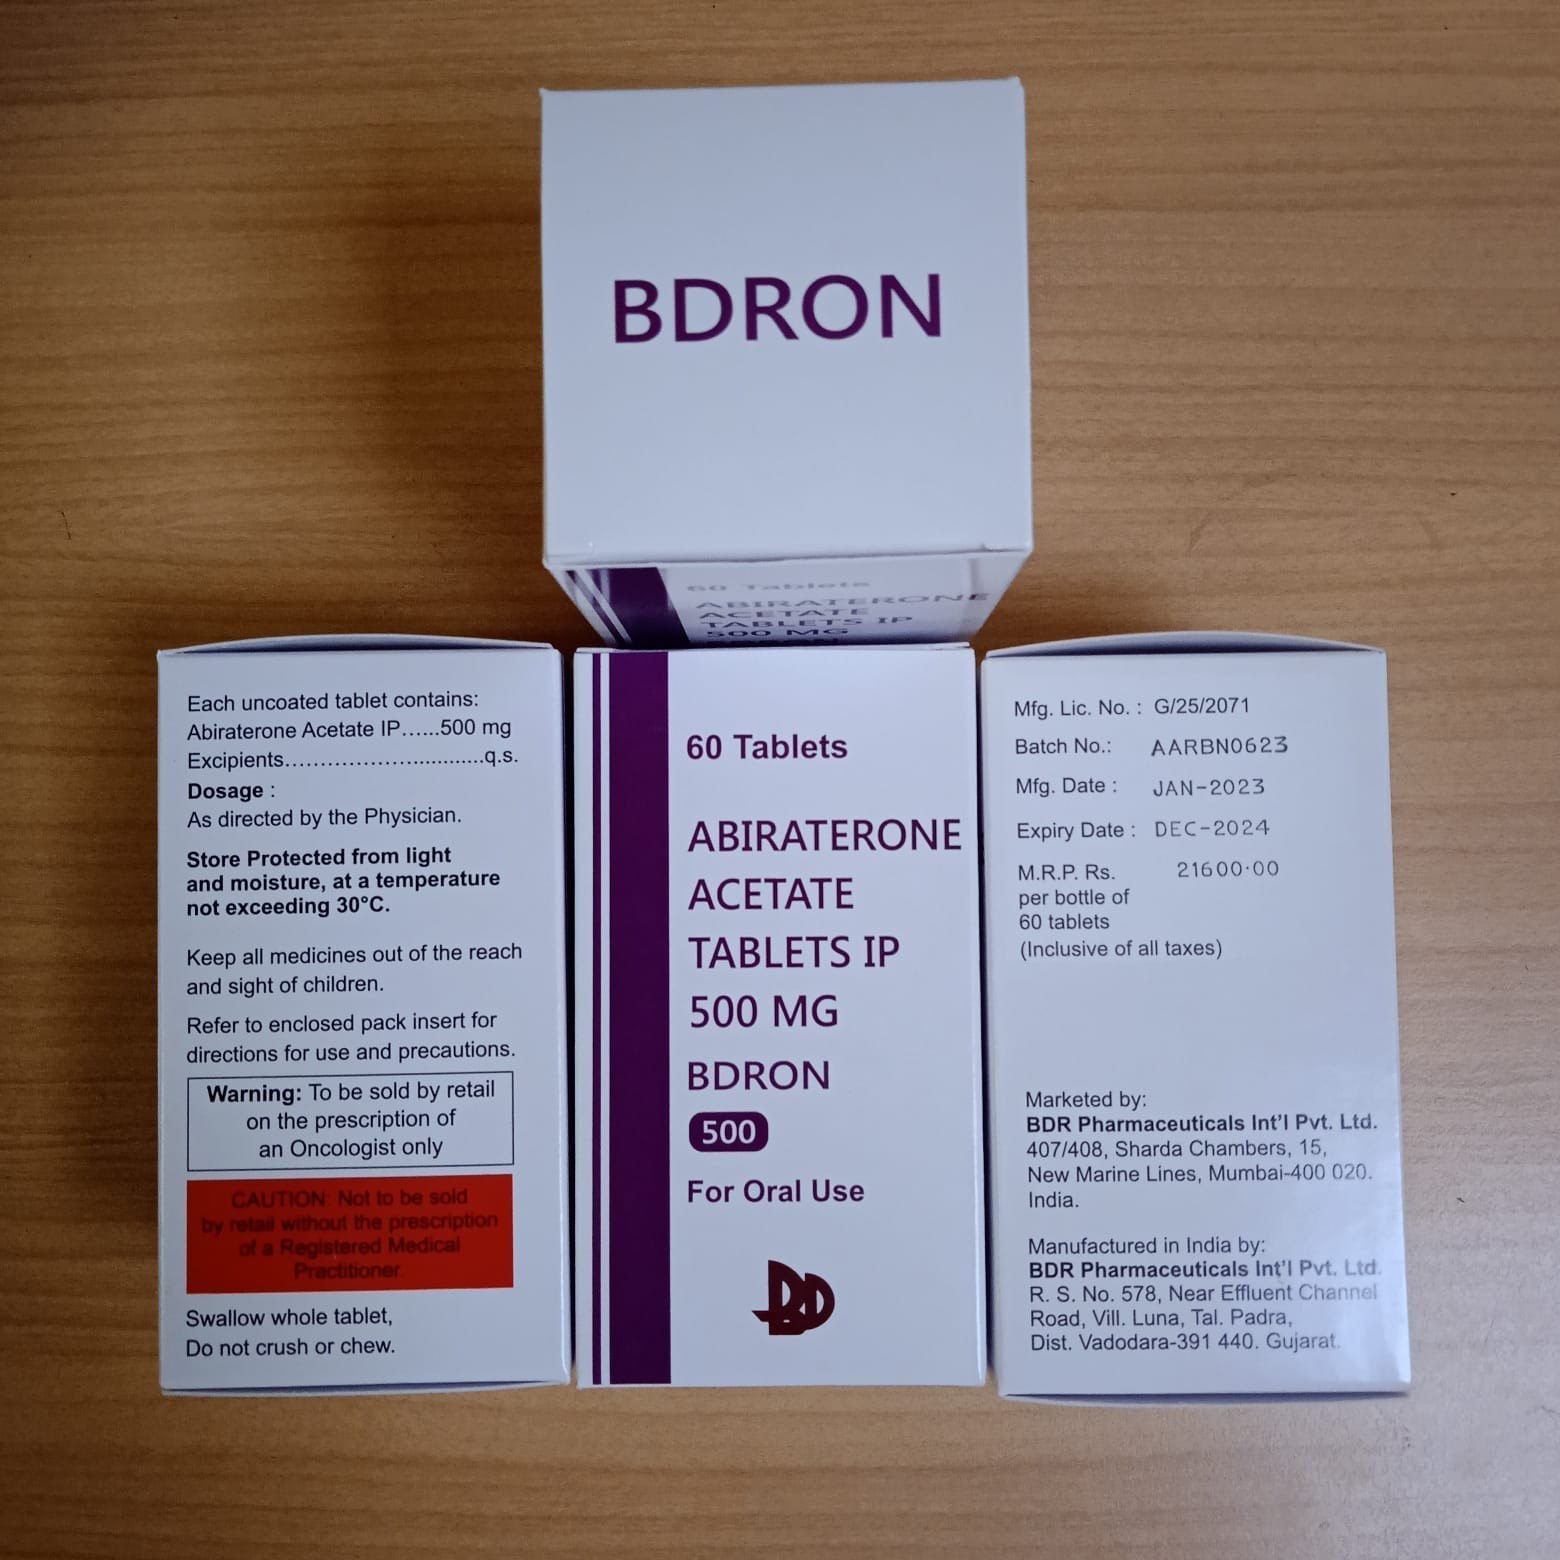 BDRON
60 Tablets
ABIRATERONE
ACETATE
TABLETS IP
500 MG
Each uncoated tablet contains:
Abiraterone Acetate IP......500 mg
Excipients..............................q.s.
Dosage :
As directed by the Physician.
Store Protected from light
and moisture, at a temperature
not exceeding 30°C.
Keep all medicines out of the reach
and sight of children.
Refer to enclosed pack insert for
directions for use and precautions.
Warning: To be sold by retail
on the prescription of
an Oncologist only
CAUTION: Not to be sold
by retail without the prescription
of a Registered Medical
Practitioner.
Swallow whole tablet,
Do not crush or chew.
60 Tablets
ABIRATERONE
ACETATE
TABLETS IP
500 MG
BDRON
500
For Oral Use
Mfg. Lic. No. : G/25/2071
Batch No.: AARBN0623
Mfg. Date : JAN-2023
Expiry Date : DEC-2024
M.R.P. Rs. 21600·00
per bottle of
60 tablets
(Inclusive of all taxes)
Marketed by:
BDR Pharmaceuticals Int'l Pvt. Ltd.
407/408, Sharda Chambers, 15,
New Marine Lines, Mumbai-400 020.
India.
Manufactured in India by:
BDR Pharmaceuticals Int'l Pvt. Ltd.
R. S. No. 578, Near Effluent Channel
Road, Vill. Luna, Tal. Padra,
Dist. Vadodara-391 440. Gujarat.